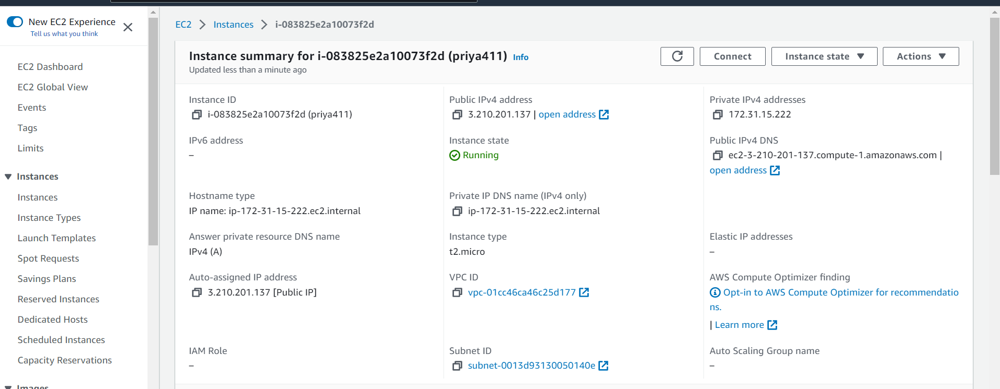 New EC2 Experience
Tell us what you think
EC2 Dashboard
EC2 Global View
Events
Tags
Limits
Instances
Instances
Instance Types
Launch Templates
Spot Requests
Savings Plans
Reserved Instances
Dedicated Hosts
Scheduled Instances
Capacity Reservations
Images
EC2 > Instances > i-083825e2a10073f2d
Instance summary for i-083825e2a10073f2d (priya411) Info
Updated less than a minute ago
Connect
Instance state
Actions
Instance ID
i-083825e2a10073f2d (priya411)
Public IPv4 address
3.210.201.137 | open address
Private IPv4 addresses
172.31.15.222
IPv6 address
–
Instance state
Running
Public IPv4 DNS
ec2-3-210-201-137.compute-1.amazonaws.com |
open address
Hostname type
IP name: ip-172-31-15-222.ec2.internal
Private IP DNS name (IPv4 only)
ip-172-31-15-222.ec2.internal
Answer private resource DNS name
IPv4 (A)
Instance type
t2.micro
Elastic IP addresses
–
Auto-assigned IP address
3.210.201.137 [Public IP]
VPC ID
vpc-01cc46ca46c25d177
AWS Compute Optimizer finding
Opt-in to AWS Compute Optimizer for recommendatio
ns.
| Learn more
IAM Role
–
Subnet ID
subnet-0013d93130050140e
Auto Scaling Group name
–